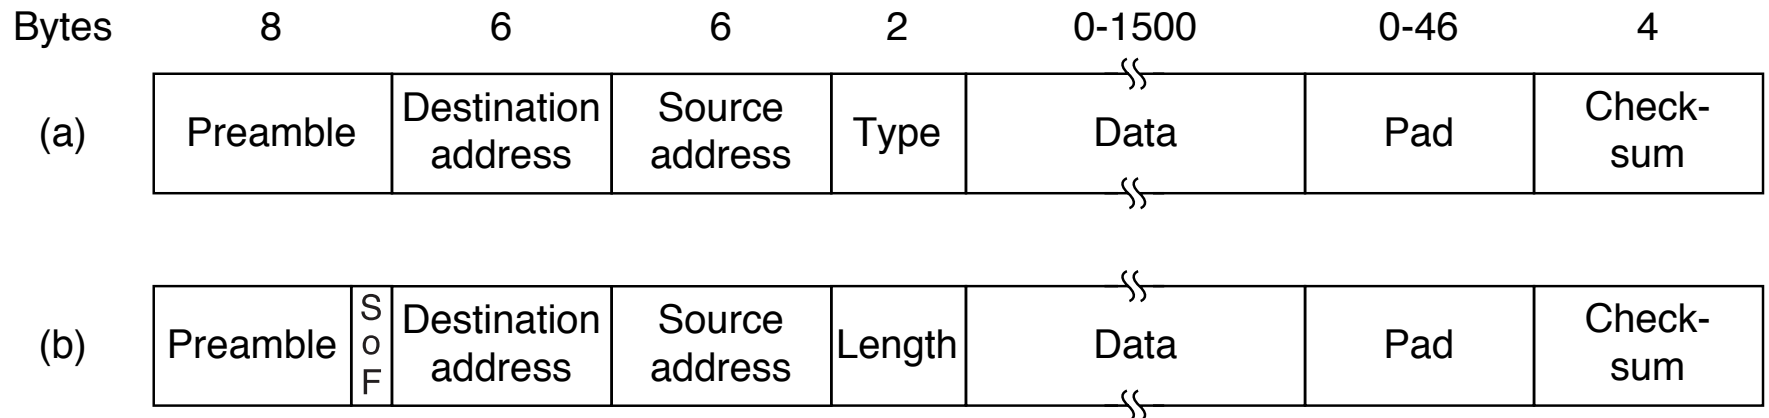 Bytes 8 6 6 2 0-1500 0-46 4
(a) Preamble Destination address Source address Type Data Pad Check-sum
(b) Preamble SoF Destination address Source address Length Data Pad Check-sum